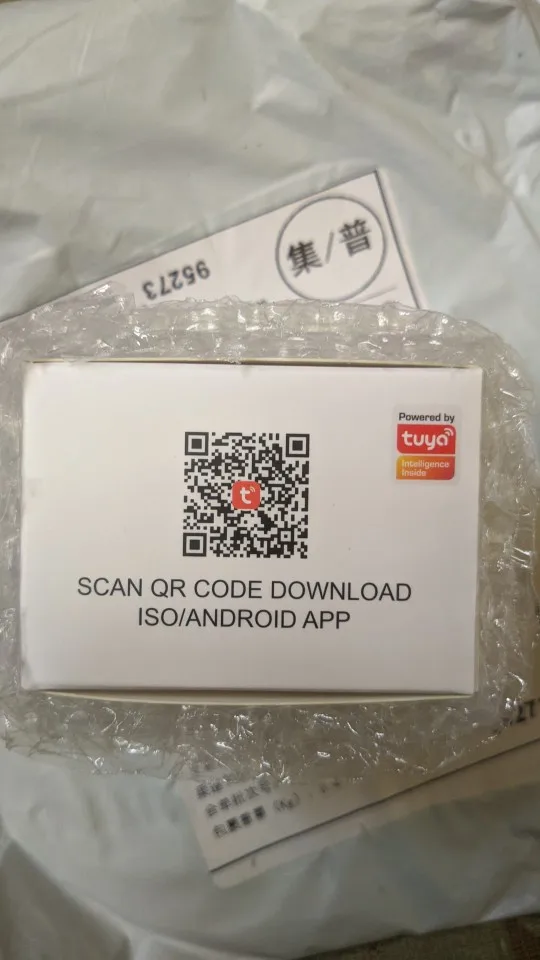 集/普
95273
Powered by
tuya
Intelligence
Inside
SCAN QR CODE DOWNLOAD
ISO/ANDROID APP